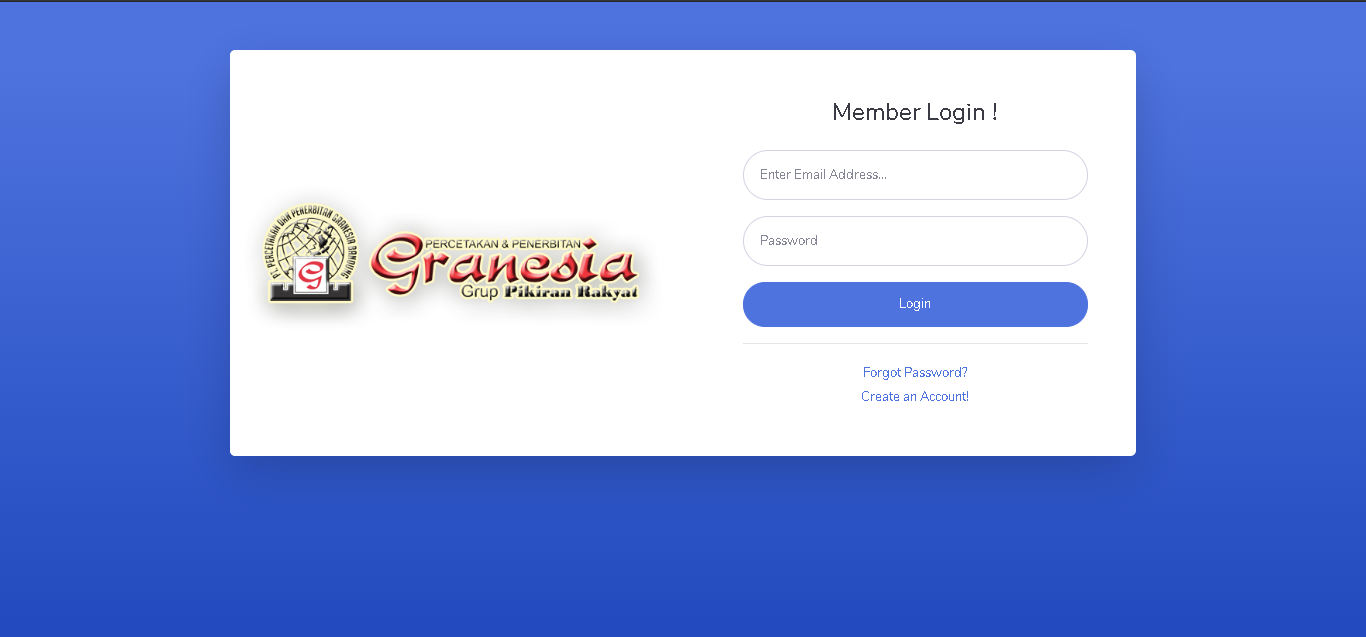 PT. PERCETAKAN DAN PENERBITAN GRANESIA BANDUNG
G
PERCETAKAN & PENERBITAN
Granesia
Grup Pikiran Rakyat
Member Login !
Enter Email Address...
Password
Login
Forgot Password?
Create an Account!